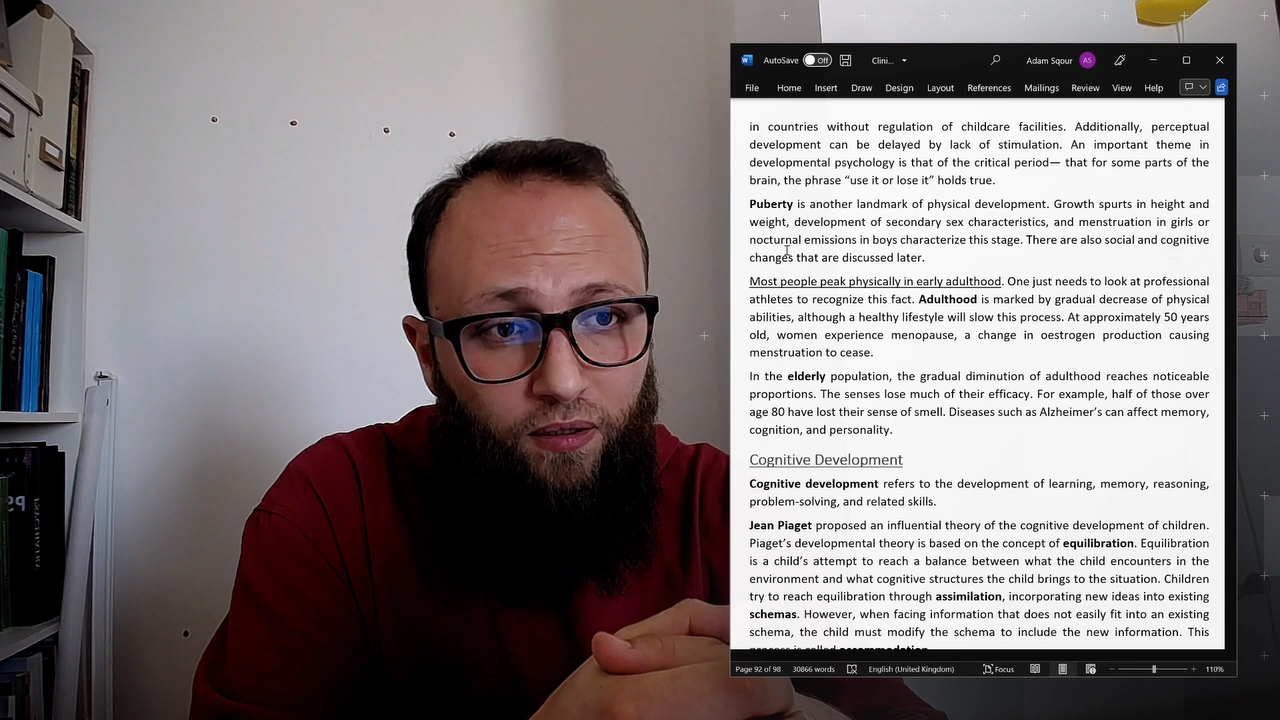 AutoSave Off Clini... Adam Sqour AS
File Home Insert Draw Design Layout References Mailings Review View Help
in countries without regulation of childcare facilities. Additionally, perceptual
development can be delayed by lack of stimulation. An important theme in
developmental psychology is that of the critical period— that for some parts of the
brain, the phrase “use it or lose it” holds true.
Puberty is another landmark of physical development. Growth spurts in height and
weight, development of secondary sex characteristics, and menstruation in girls or
nocturnal emissions in boys characterize this stage. There are also social and cognitive
changes that are discussed later.
Most people peak physically in early adulthood. One just needs to look at professional
athletes to recognize this fact. Adulthood is marked by gradual decrease of physical
abilities, although a healthy lifestyle will slow this process. At approximately 50 years
old, women experience menopause, a change in oestrogen production causing
menstruation to cease.
In the elderly population, the gradual diminution of adulthood reaches noticeable
proportions. The senses lose much of their efficacy. For example, half of those over
age 80 have lost their sense of smell. Diseases such as Alzheimer’s can affect memory,
cognition, and personality.
Cognitive Development
Cognitive development refers to the development of learning, memory, reasoning,
problem-solving, and related skills.
Jean Piaget proposed an influential theory of the cognitive development of children.
Piaget’s developmental theory is based on the concept of equilibration. Equilibration
is a child’s attempt to reach a balance between what the child encounters in the
environment and what cognitive structures the child brings to the situation. Children
try to reach equilibration through assimilation, incorporating new ideas into existing
schemas. However, when facing information that does not easily fit into an existing
schema, the child must modify the schema to include the new information. This
process is called accommodation
Page 92 of 98 30866 words English (United Kingdom) Focus 110%